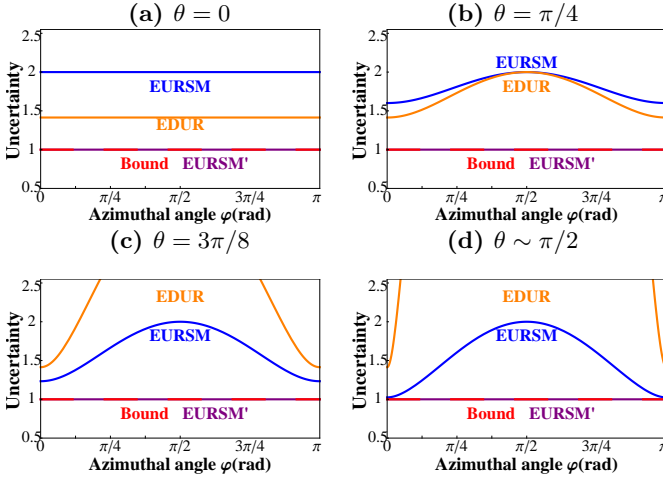 (a) θ = 0
2.5
2
1.5
1
0.5
Uncertainty
EURSM
EDUR
Bound EURSM'
0 π/4 π/2 3π/4 π
Azimuthal angle φ(rad)
(b) θ = π/4
2.5
2
1.5
1
0.5
Uncertainty
EURSM
EDUR
Bound EURSM'
0 π/4 π/2 3π/4 π
Azimuthal angle φ(rad)
(c) θ = 3π/8
2.5
2
1.5
1
0.5
Uncertainty
EDUR
EURSM
Bound EURSM'
0 π/4 π/2 3π/4 π
Azimuthal angle φ(rad)
(d) θ ∼ π/2
2.5
2
1.5
1
0.5
Uncertainty
EDUR
EURSM
Bound EURSM'
0 π/4 π/2 3π/4 π
Azimuthal angle φ(rad)